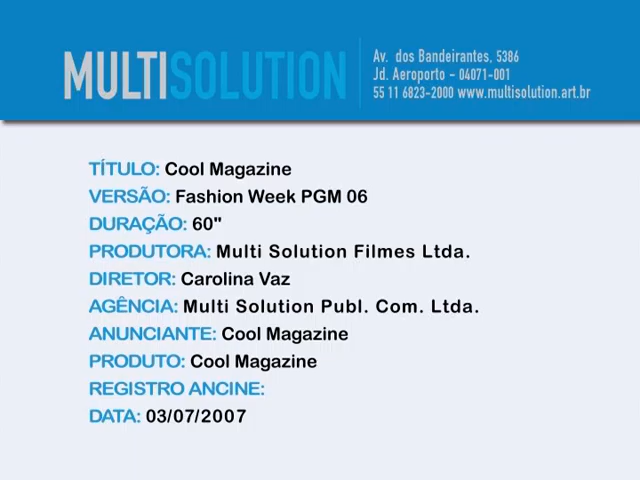 MULTISOLUTION
Av. dos Bandeirantes, 5386
Jd. Aeroporto - 04071-001
55 11 6823-2000 www.multisolution.art.br
TÍTULO: Cool Magazine
VERSÃO: Fashion Week PGM 06
DURAÇÃO: 60"
PRODUTORA: Multi Solution Filmes Ltda.
DIRETOR: Carolina Vaz
AGÊNCIA: Multi Solution Publ. Com. Ltda.
ANUNCIANTE: Cool Magazine
PRODUTO: Cool Magazine
REGISTRO ANCINE:
DATA: 03/07/2007